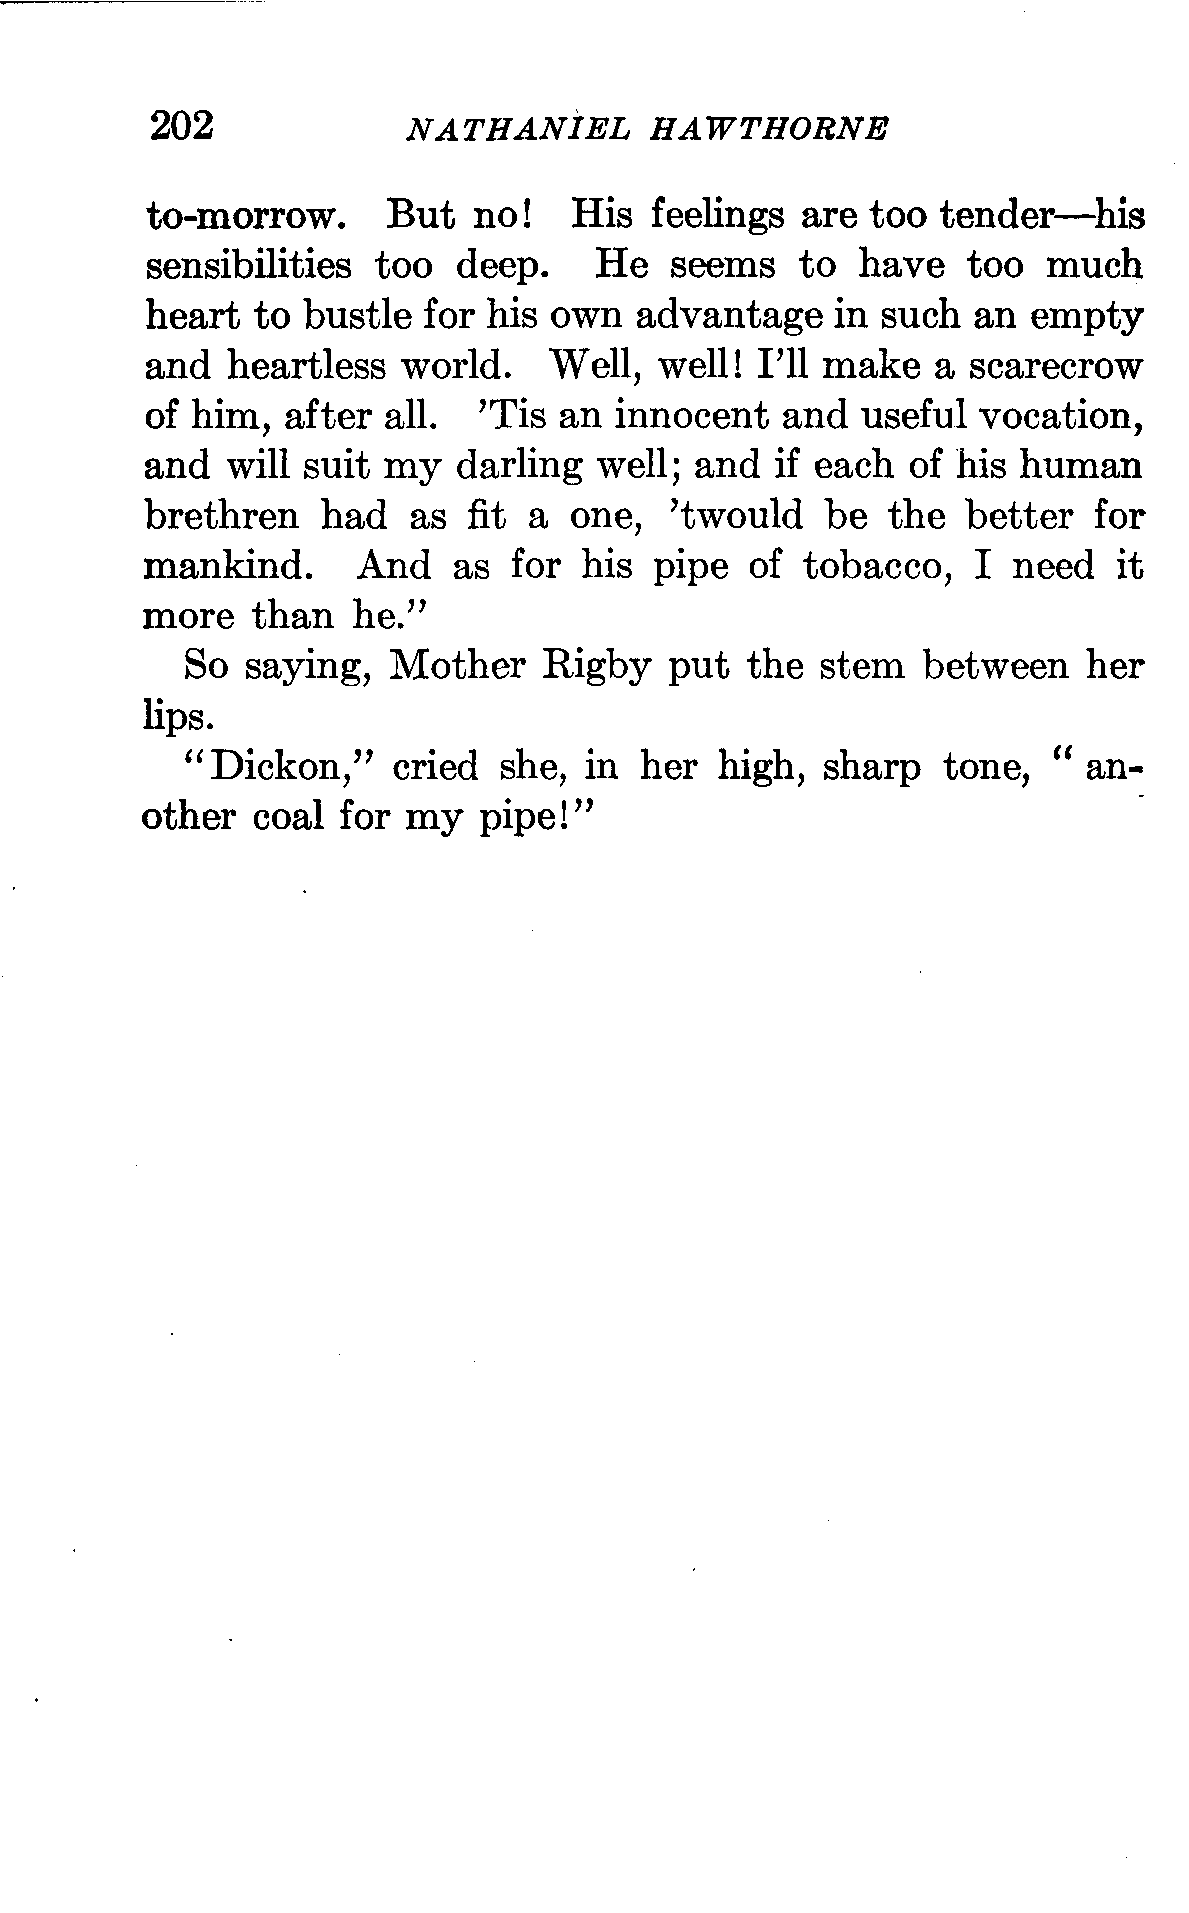 202 NATHANIEL HAWTHORNE
to-morrow. But no! His feelings are too tender—his
sensibilities too deep. He seems to have too much
heart to bustle for his own advantage in such an empty
and heartless world. Well, well! I’ll make a scarecrow
of him, after all. ’Tis an innocent and useful vocation,
and will suit my darling well; and if each of his human
brethren had as fit a one, ’twould be the better for
mankind. And as for his pipe of tobacco, I need it
more than he.”
So saying, Mother Rigby put the stem between her
lips.
“Dickon,” cried she, in her high, sharp tone, “ an-
other coal for my pipe!”